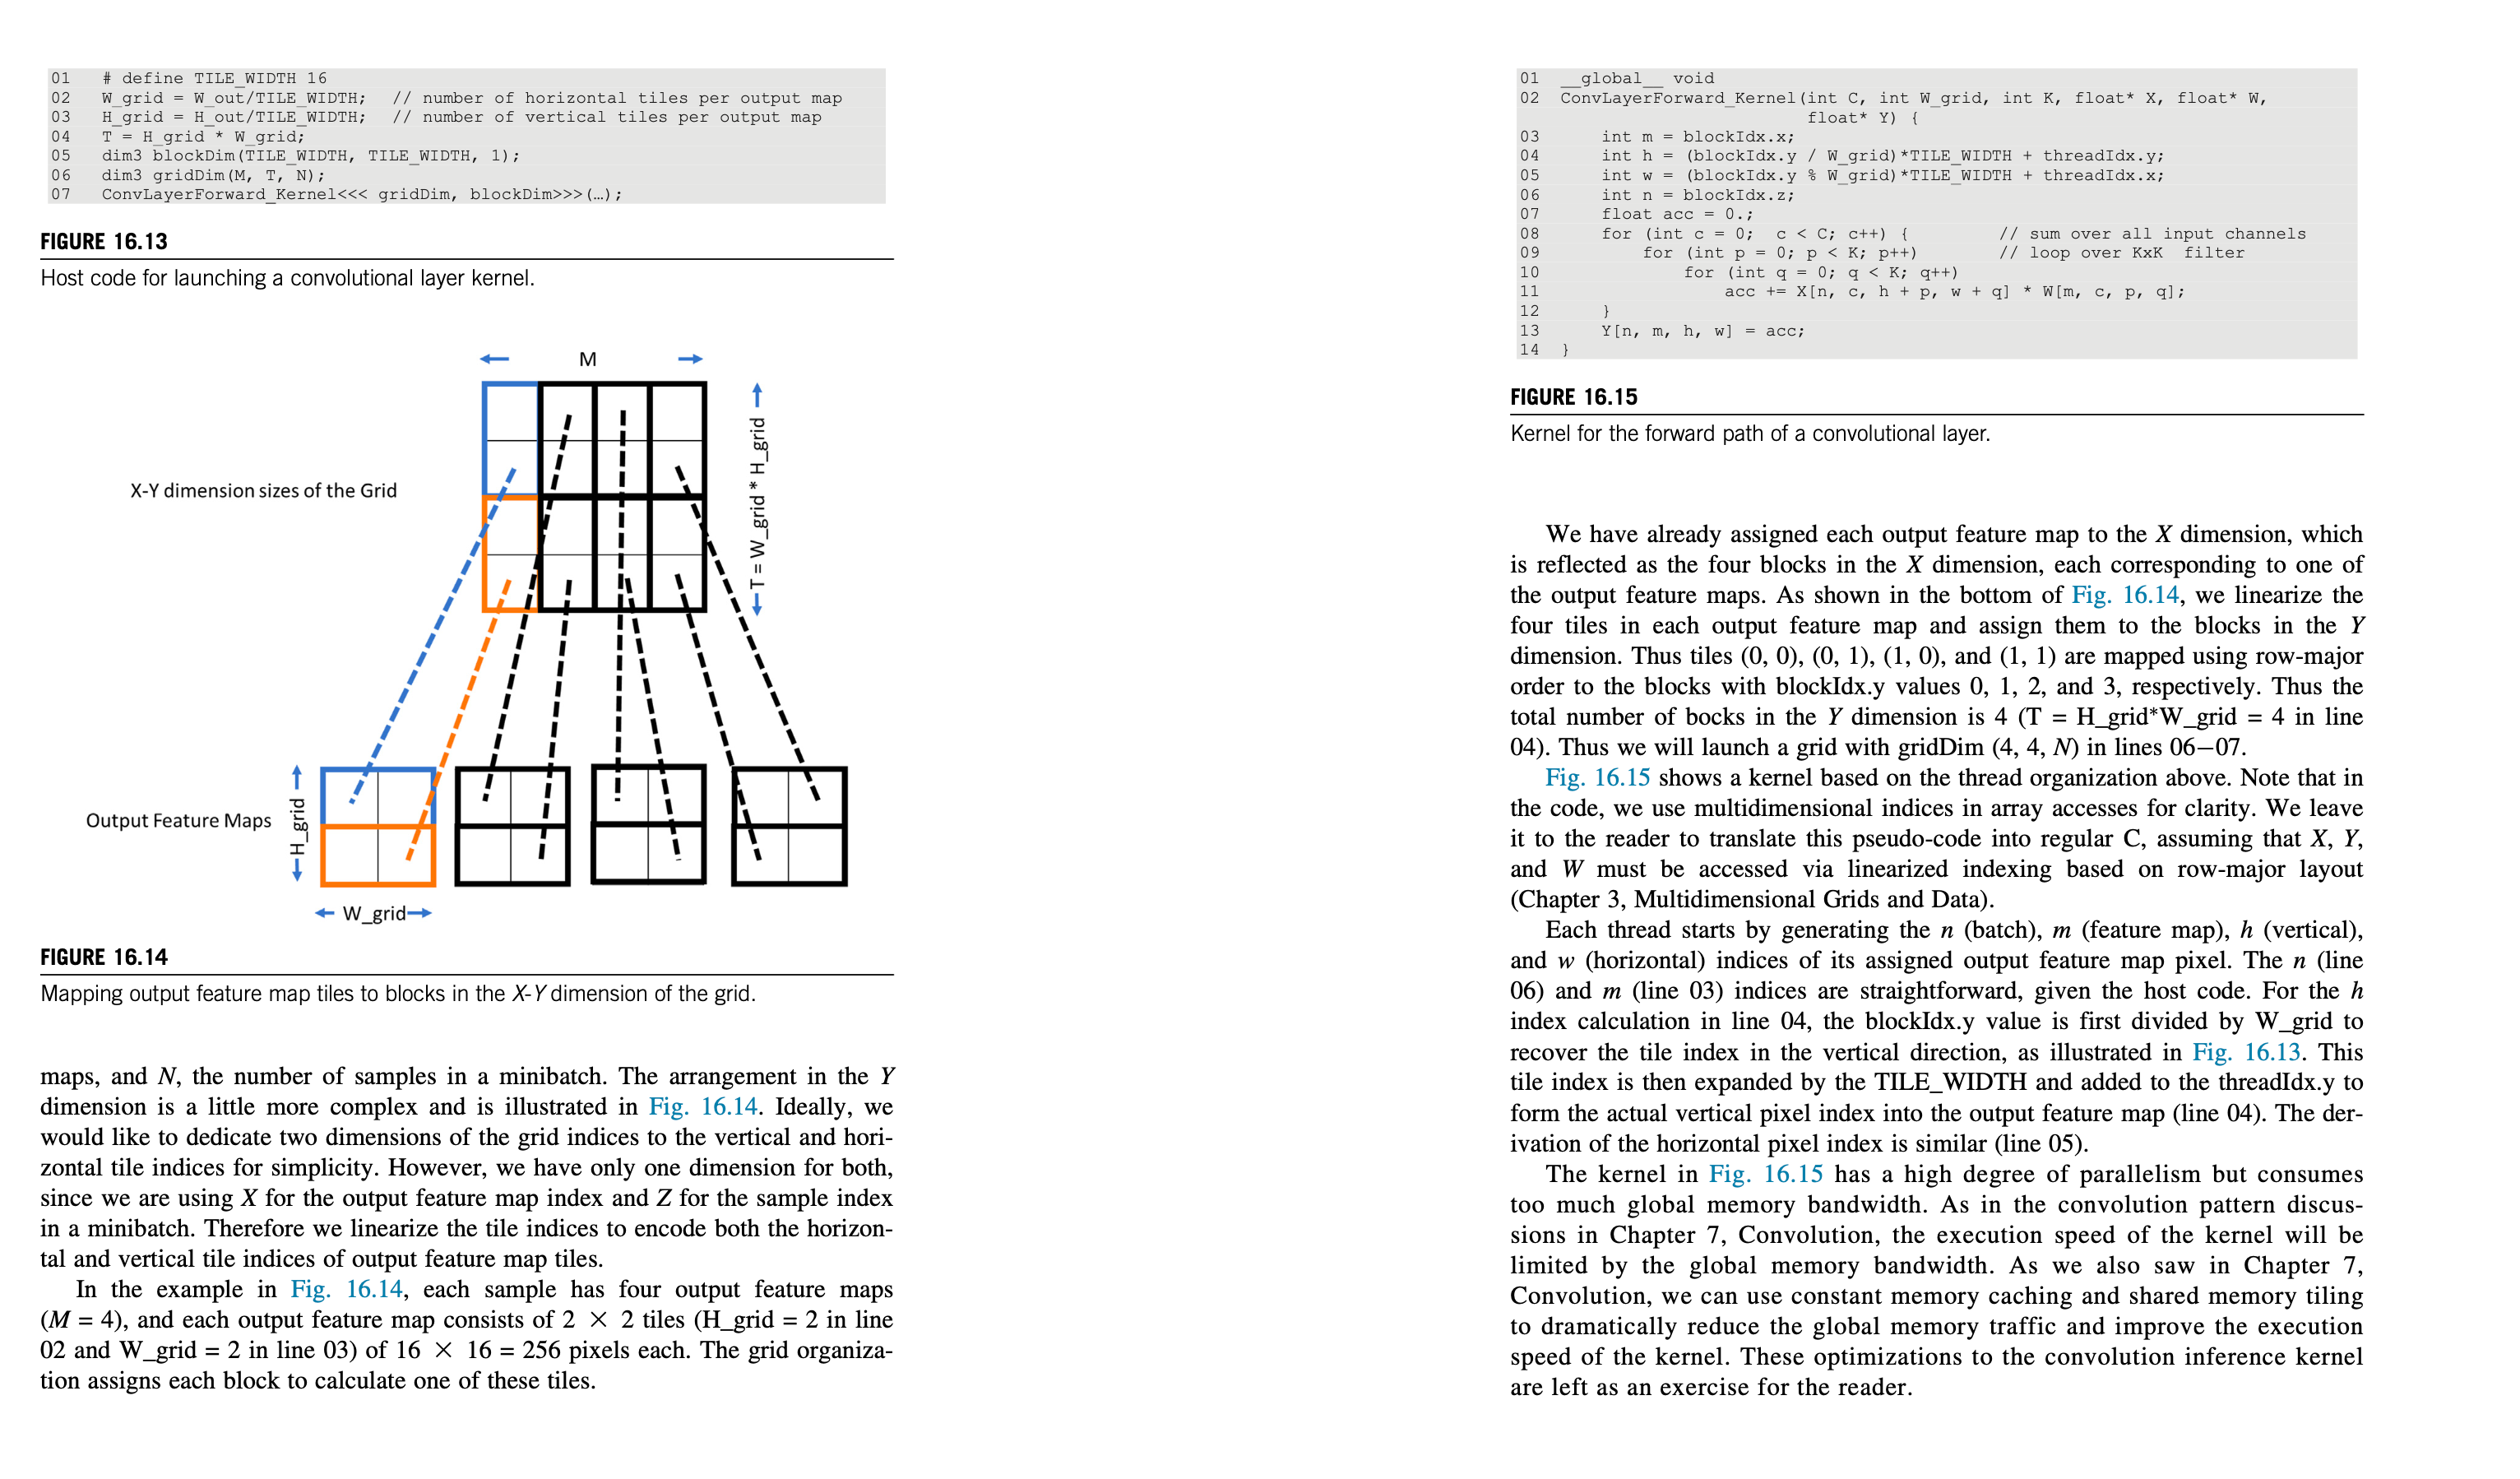 01 # define TILE_WIDTH 16
02 W_grid = W_out/TILE_WIDTH; // number of horizontal tiles per output map
03 H_grid = H_out/TILE_WIDTH; // number of vertical tiles per output map
04 T = H_grid * W_grid;
05 dim3 blockDim(TILE_WIDTH, TILE_WIDTH, 1);
06 dim3 gridDim(M, T, N);
07 ConvLayerForward_Kernel<<< gridDim, blockDim>>>(…);
FIGURE 16.13
Host code for launching a convolutional layer kernel.
M
X-Y dimension sizes of the Grid
T = W_grid * H_grid
Output Feature Maps
H_grid
W_grid
FIGURE 16.14
Mapping output feature map tiles to blocks in the X-Y dimension of the grid.
maps, and N, the number of samples in a minibatch. The arrangement in the Y
dimension is a little more complex and is illustrated in Fig. 16.14. Ideally, we
would like to dedicate two dimensions of the grid indices to the vertical and hori-
zontal tile indices for simplicity. However, we have only one dimension for both,
since we are using X for the output feature map index and Z for the sample index
in a minibatch. Therefore we linearize the tile indices to encode both the horizon-
tal and vertical tile indices of output feature map tiles.
In the example in Fig. 16.14, each sample has four output feature maps
(M = 4), and each output feature map consists of 2 × 2 tiles (H_grid = 2 in line
02 and W_grid = 2 in line 03) of 16 × 16 = 256 pixels each. The grid organiza-
tion assigns each block to calculate one of these tiles.
01 __global__ void
02 ConvLayerForward_Kernel(int C, int W_grid, int K, float* X, float* W,
float* Y) {
03 int m = blockIdx.x;
04 int h = (blockIdx.y / W_grid)*TILE_WIDTH + threadIdx.y;
05 int w = (blockIdx.y % W_grid)*TILE_WIDTH + threadIdx.x;
06 int n = blockIdx.z;
07 float acc = 0.;
08 for (int c = 0; c < C; c++) { // sum over all input channels
09 for (int p = 0; p < K; p++) // loop over KxK filter
10 for (int q = 0; q < K; q++)
11 acc += X[n, c, h + p, w + q] * W[m, c, p, q];
12 }
13 Y[n, m, h, w] = acc;
14 }
FIGURE 16.15
Kernel for the forward path of a convolutional layer.
We have already assigned each output feature map to the X dimension, which
is reflected as the four blocks in the X dimension, each corresponding to one of
the output feature maps. As shown in the bottom of Fig. 16.14, we linearize the
four tiles in each output feature map and assign them to the blocks in the Y
dimension. Thus tiles (0, 0), (0, 1), (1, 0), and (1, 1) are mapped using row-major
order to the blocks with blockIdx.y values 0, 1, 2, and 3, respectively. Thus the
total number of bocks in the Y dimension is 4 (T = H_grid*W_grid = 4 in line
04). Thus we will launch a grid with gridDim (4, 4, N) in lines 06–07.
Fig. 16.15 shows a kernel based on the thread organization above. Note that in
the code, we use multidimensional indices in array accesses for clarity. We leave
it to the reader to translate this pseudo-code into regular C, assuming that X, Y,
and W must be accessed via linearized indexing based on row-major layout
(Chapter 3, Multidimensional Grids and Data).
Each thread starts by generating the n (batch), m (feature map), h (vertical),
and w (horizontal) indices of its assigned output feature map pixel. The n (line
06) and m (line 03) indices are straightforward, given the host code. For the h
index calculation in line 04, the blockIdx.y value is first divided by W_grid to
recover the tile index in the vertical direction, as illustrated in Fig. 16.13. This
tile index is then expanded by the TILE_WIDTH and added to the threadIdx.y to
form the actual vertical pixel index into the output feature map (line 04). The der-
ivation of the horizontal pixel index is similar (line 05).
The kernel in Fig. 16.15 has a high degree of parallelism but consumes
too much global memory bandwidth. As in the convolution pattern discus-
sions in Chapter 7, Convolution, the execution speed of the kernel will be
limited by the global memory bandwidth. As we also saw in Chapter 7,
Convolution, we can use constant memory caching and shared memory tiling
to dramatically reduce the global memory traffic and improve the execution
speed of the kernel. These optimizations to the convolution inference kernel
are left as an exercise for the reader.